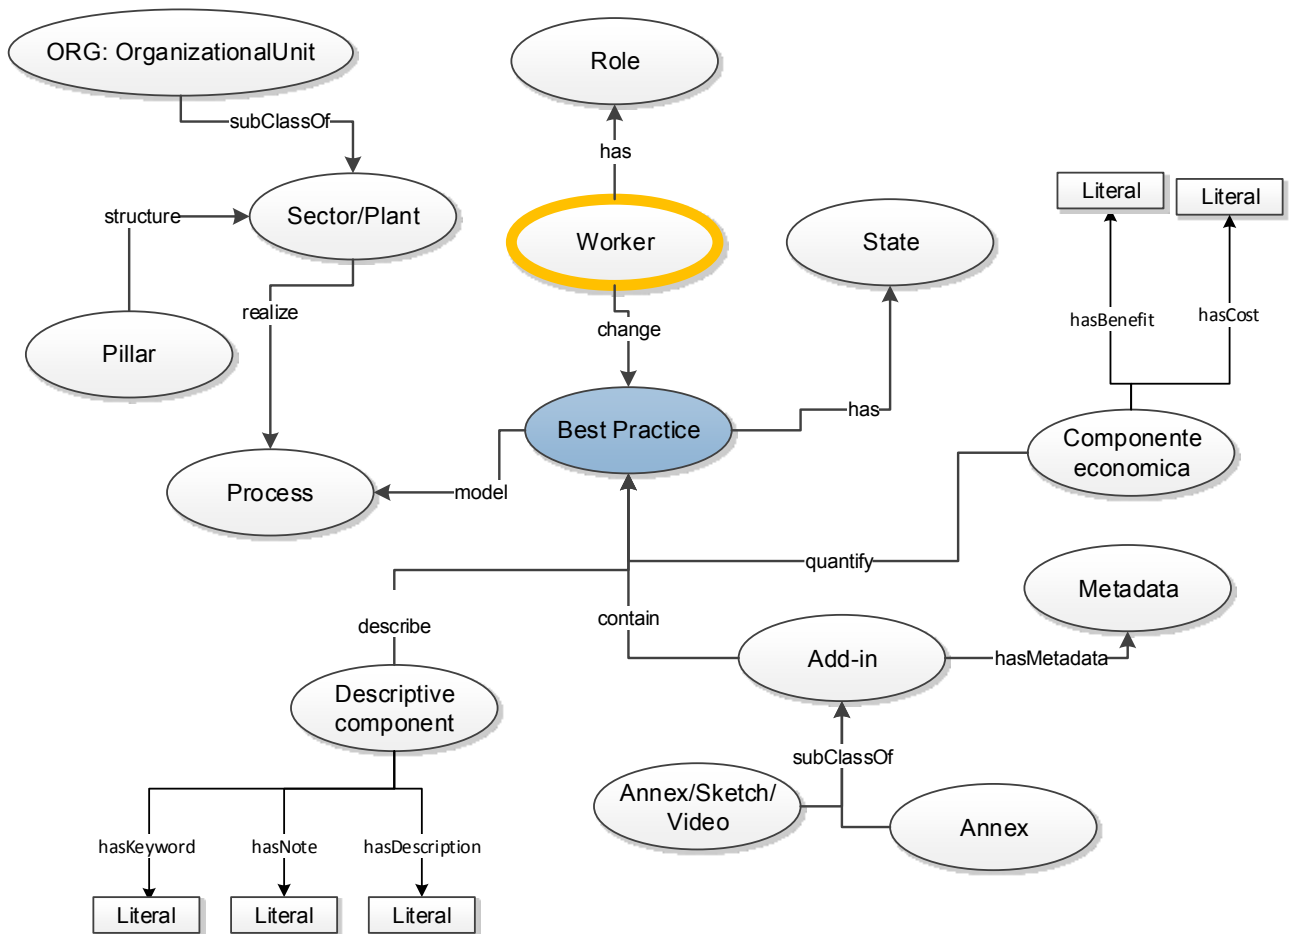 ORG: OrganizationalUnit
Role
subClassOf
has
Literal
Literal
structure
Sector/Plant
Worker
State
realize
change
hasBenefit
hasCost
Pillar
has
Best Practice
Componente
economica
Process
model
quantify
Metadata
contain
describe
Add-in
hasMetadata
Descriptive
component
subClassOf
Annex/Sketch/
Video
Annex
hasKeyword
hasNote
hasDescription
Literal
Literal
Literal